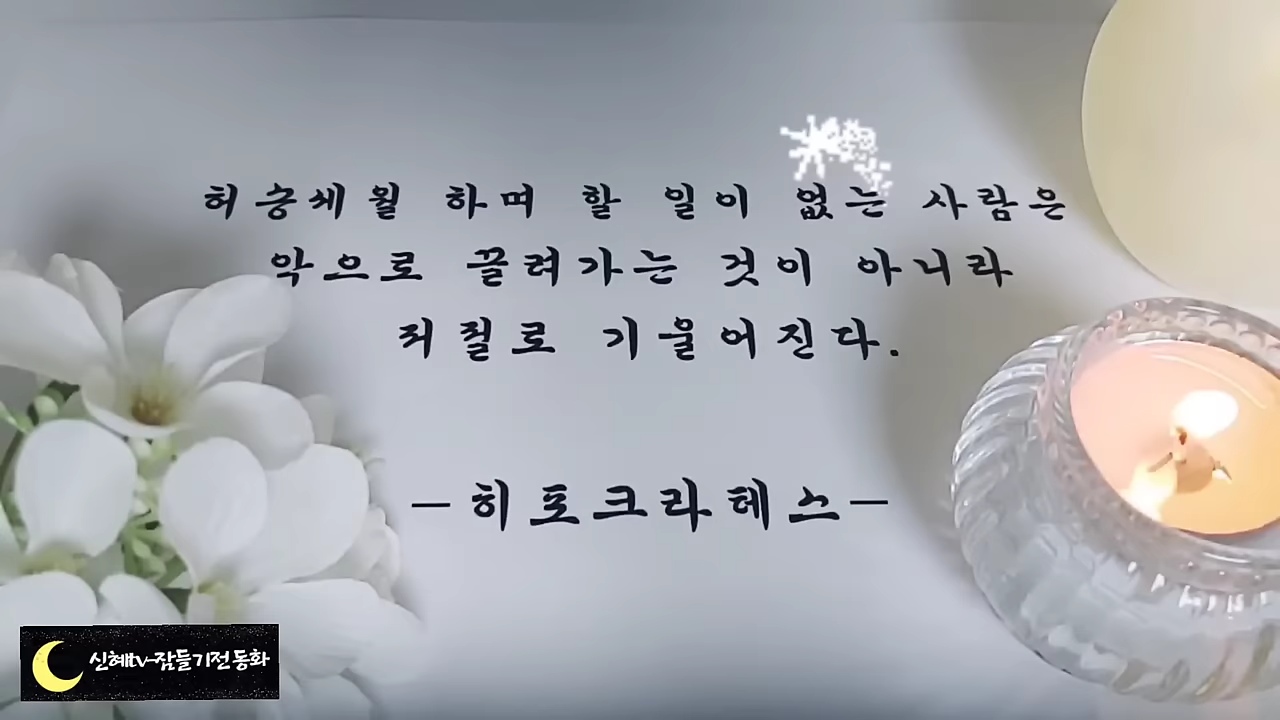 허송세월 하며 할 일이 없는 사람은
악으로 끌려가는 것이 아니라
저절로 기울어진다.
-히포크라테스-
신혜tv-잠들기전동화